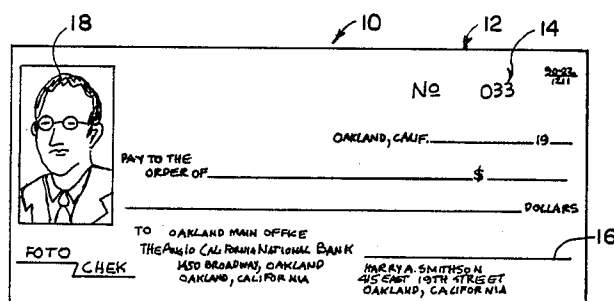 18 10 12 14
No 033 90-02
1211
OAKLAND, CALIF. 19
PAY TO THE
ORDER OF $
DOLLARS
TO OAKLAND MAIN OFFICE
THE ANGLO CALIFORNIA NATIONAL BANK
1450 BROADWAY, OAKLAND
OAKLAND, CALIFORNIA
16
FOTO
CHEK
HARRY A. SMITHSON
415 EAST 19TH STREET
OAKLAND, CALIFORNIA